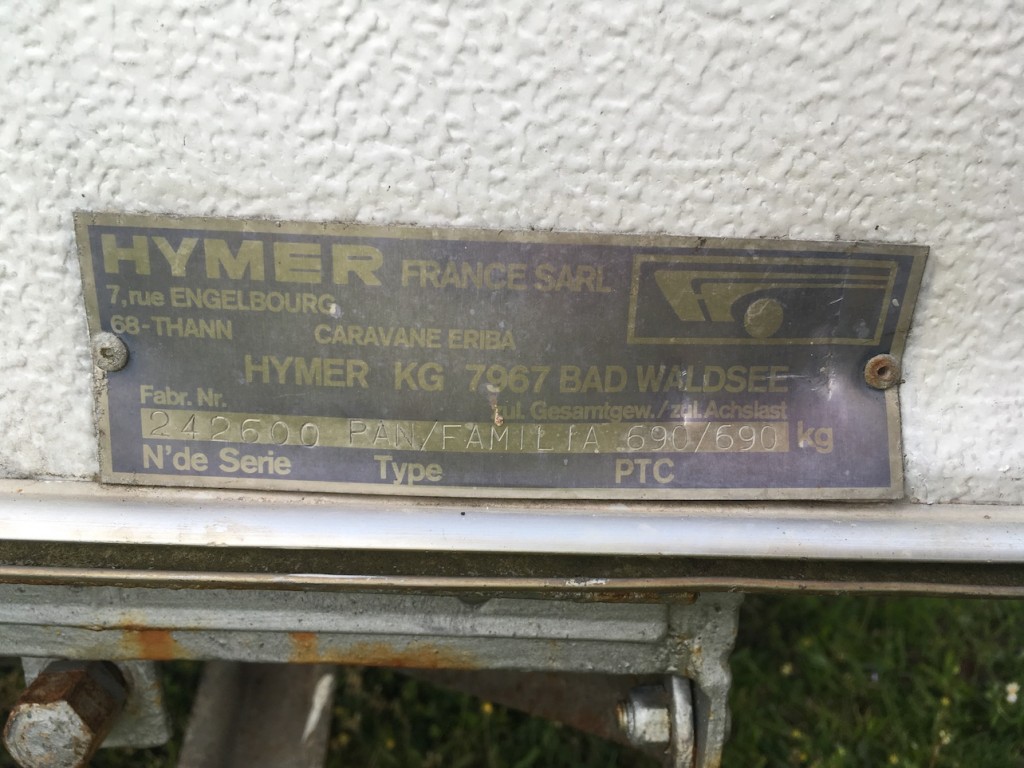 HYMER FRANCE SARL
7, rue ENGELBOURG
68-THANN CARAVANE ERIBA
HYMER KG 7967 BAD WALDSEE
Fabr. Nr. zul. Gesamtgew./zul. Achslast
242600 PAN/FAMILIA 690/690 kg
N'de Serie Type PTC